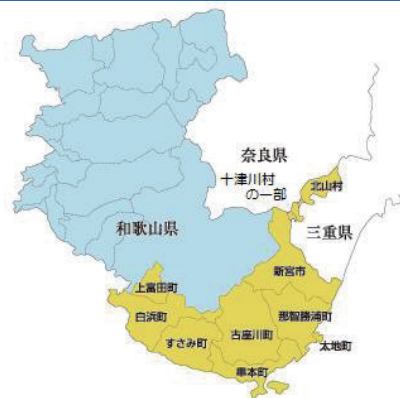 奈良県
十津川村
の一部
北山村
和歌山県
三重県
新宮市
上富田町
白浜町
那智勝浦町
すさみ町
古座川町
太地町
串本町